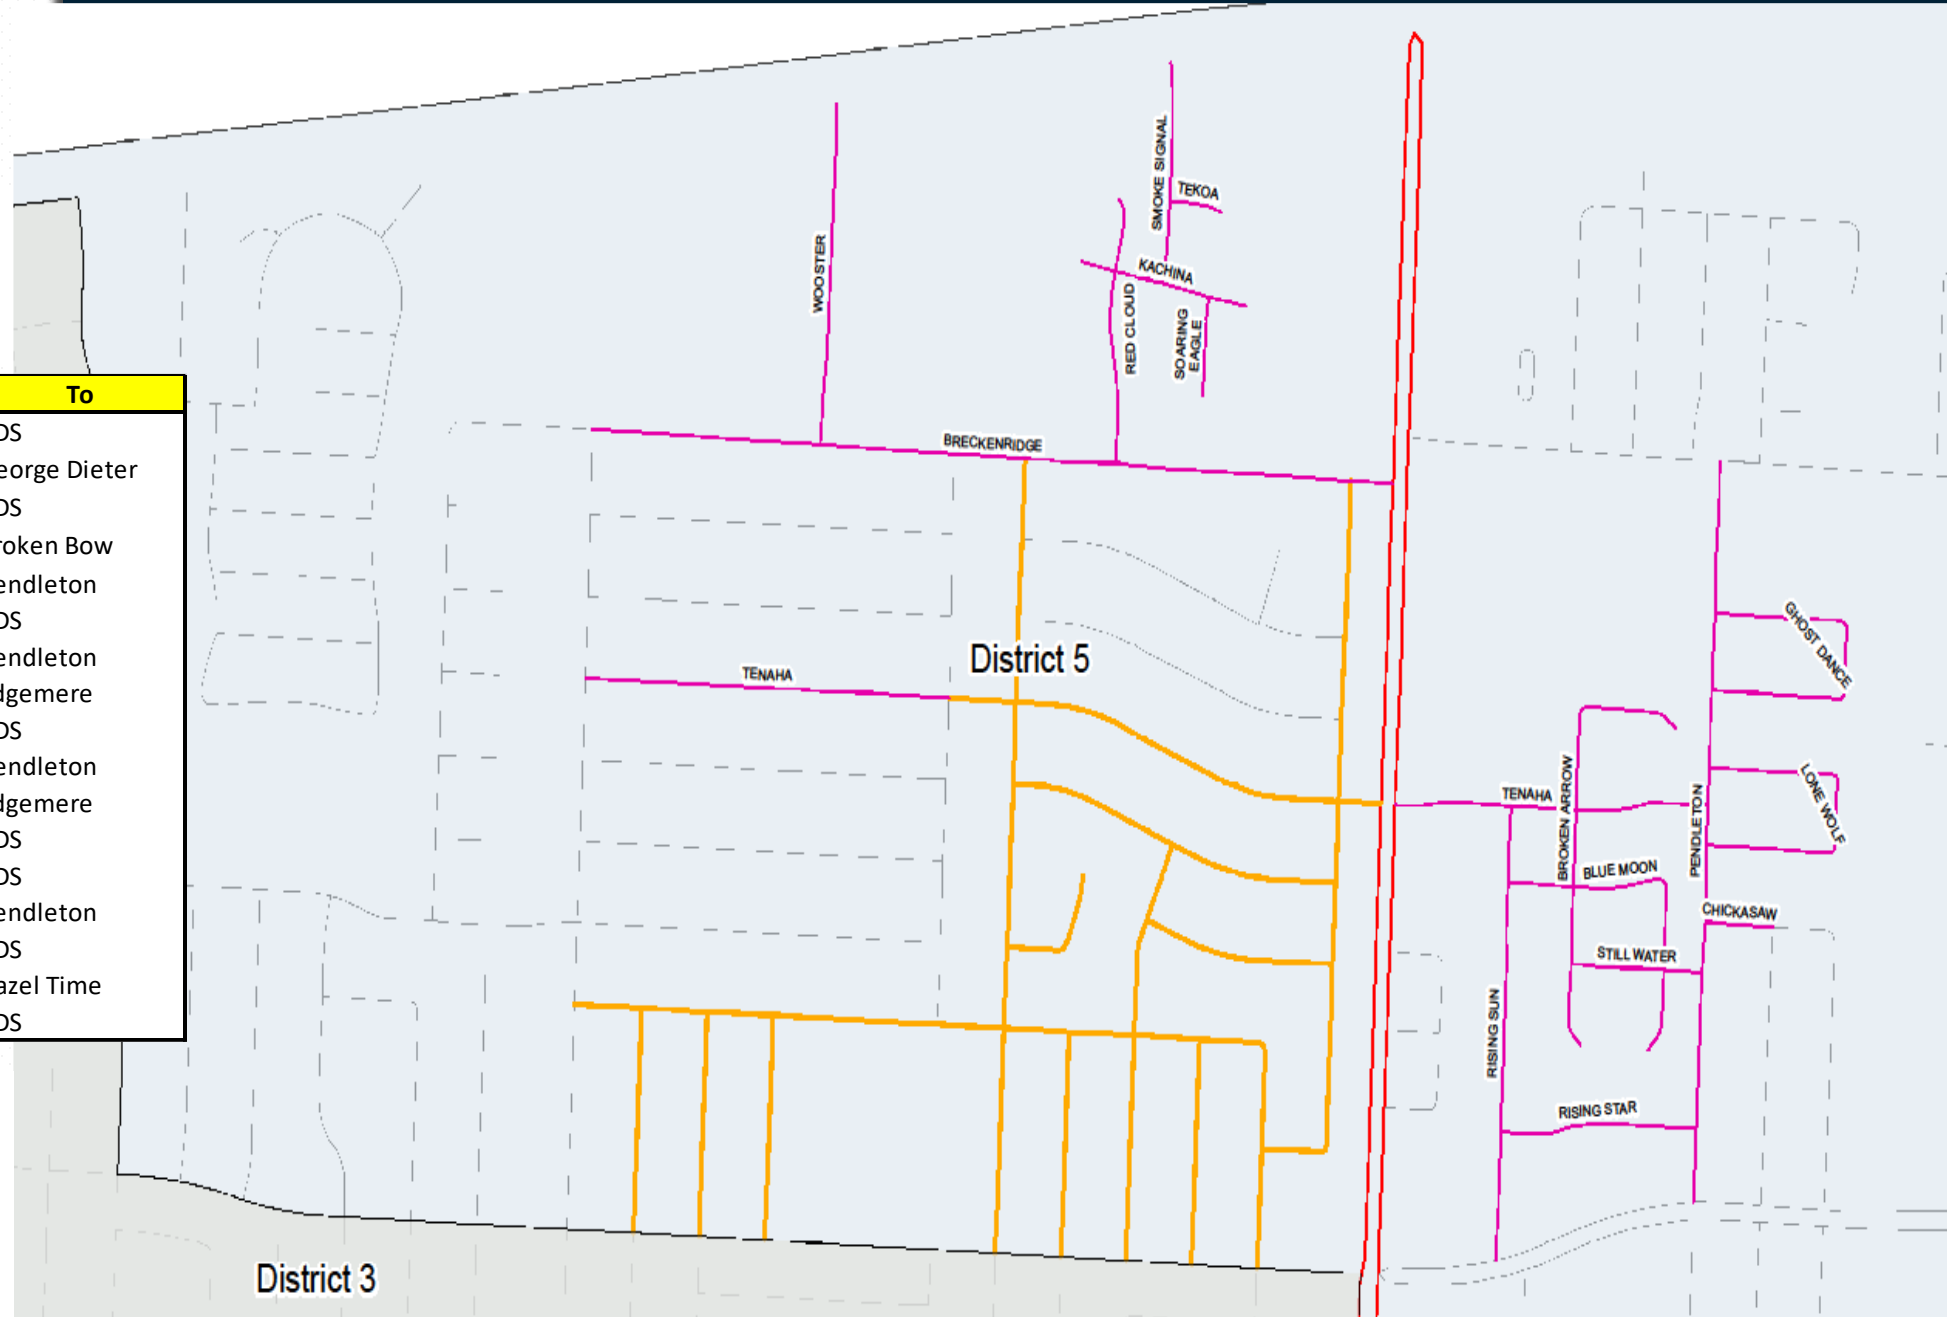 To
DS
eorge Dieter
DS
roken Bow
endleton
DS
endleton
dgemere
DS
endleton
dgemere
DS
DS
endleton
DS
azel Time
DS
SMOKE SIGNAL
TEKOA
WOOSTER
KACHINA
RED CLOUD
SOARING
EAGLE
BRECKENRIDGE
District 5
TENAHA
GHOST DANCE
LONE WOLF
TENAHA
BROKEN ARROW
PENDLETON
BLUE MOON
CHICKASAW
STILL WATER
RISING SUN
RISING STAR
District 3